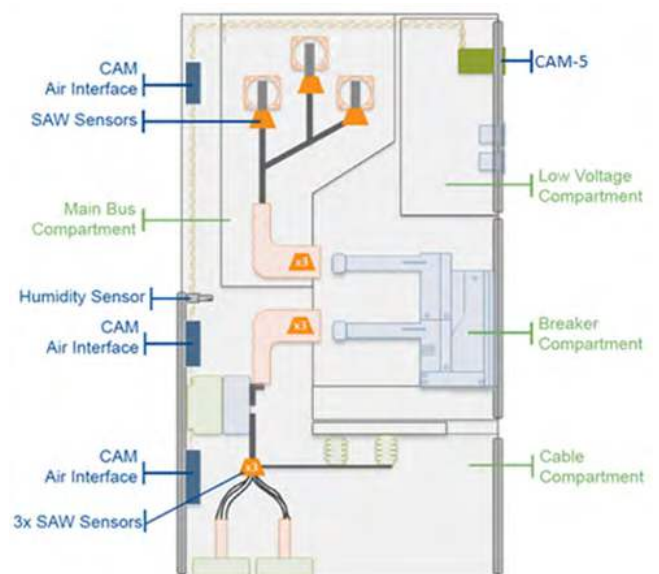 CAM
Air Interface
CAM-5
SAW Sensors
Low Voltage
Compartment
Main Bus
Compartment
x3
Humidity Sensor
x3
CAM
Air Interface
Breaker
Compartment
CAM
Air Interface
x3
Cable
Compartment
3x SAW Sensors